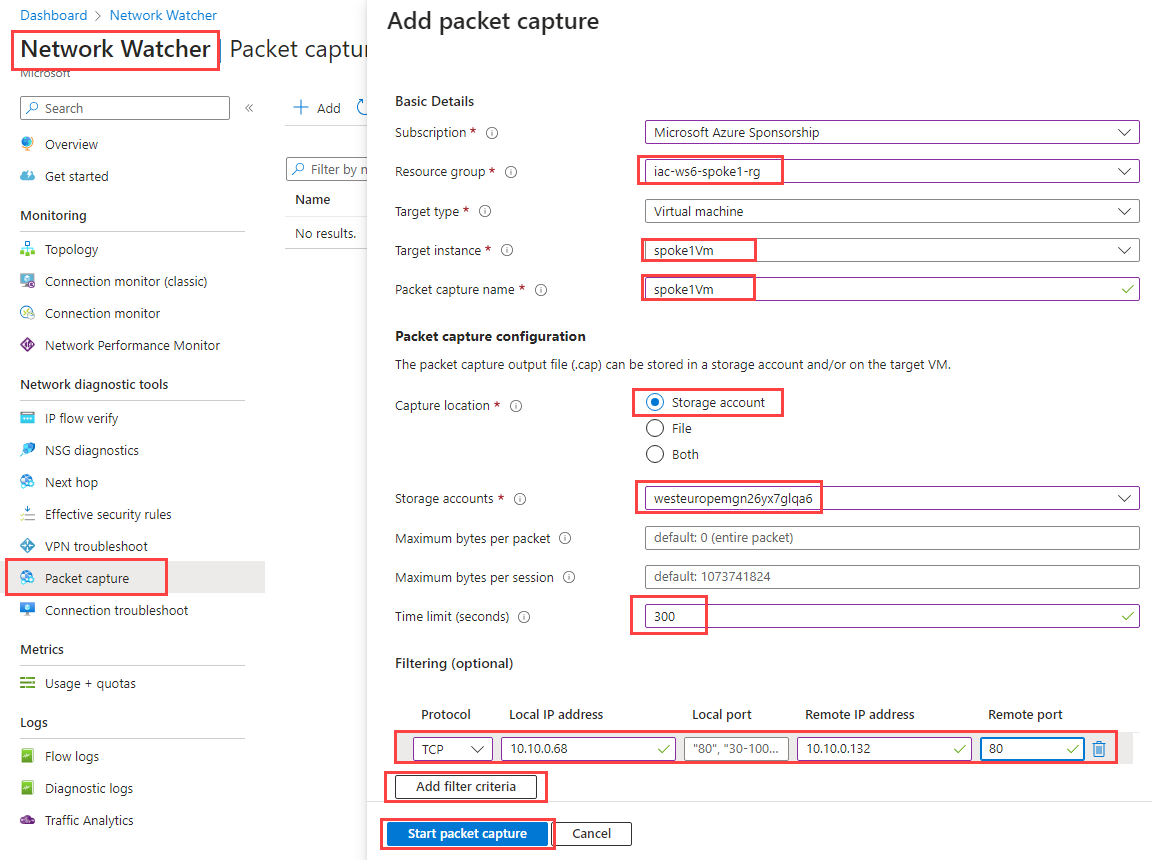 Dashboard > Network Watcher
Network Watcher | Packet captur
Microsoft
Search «
Overview
Get started
Monitoring
Topology
Connection monitor (classic)
Connection monitor
Network Performance Monitor
Network diagnostic tools
IP flow verify
NSG diagnostics
Next hop
Effective security rules
VPN troubleshoot
Packet capture
Connection troubleshoot
Metrics
Usage + quotas
Logs
Flow logs
Diagnostic logs
Traffic Analytics
Add
Filter by n
Name
No results.
Add packet capture
Basic Details
Subscription * Microsoft Azure Sponsorship
Resource group * iac-ws6-spoke1-rg
Target type * Virtual machine
Target instance * spoke1Vm
Packet capture name * spoke1Vm
Packet capture configuration
The packet capture output file (.cap) can be stored in a storage account and/or on the target VM.
Capture location * Storage account
File
Both
Storage accounts * westeuropemgn26yx7glqa6
Maximum bytes per packet default: 0 (entire packet)
Maximum bytes per session default: 1073741824
Time limit (seconds) 300
Filtering (optional)
Protocol Local IP address Local port Remote IP address Remote port
TCP 10.10.0.68 "80", "30-100... 10.10.0.132 80
Add filter criteria
Start packet capture Cancel